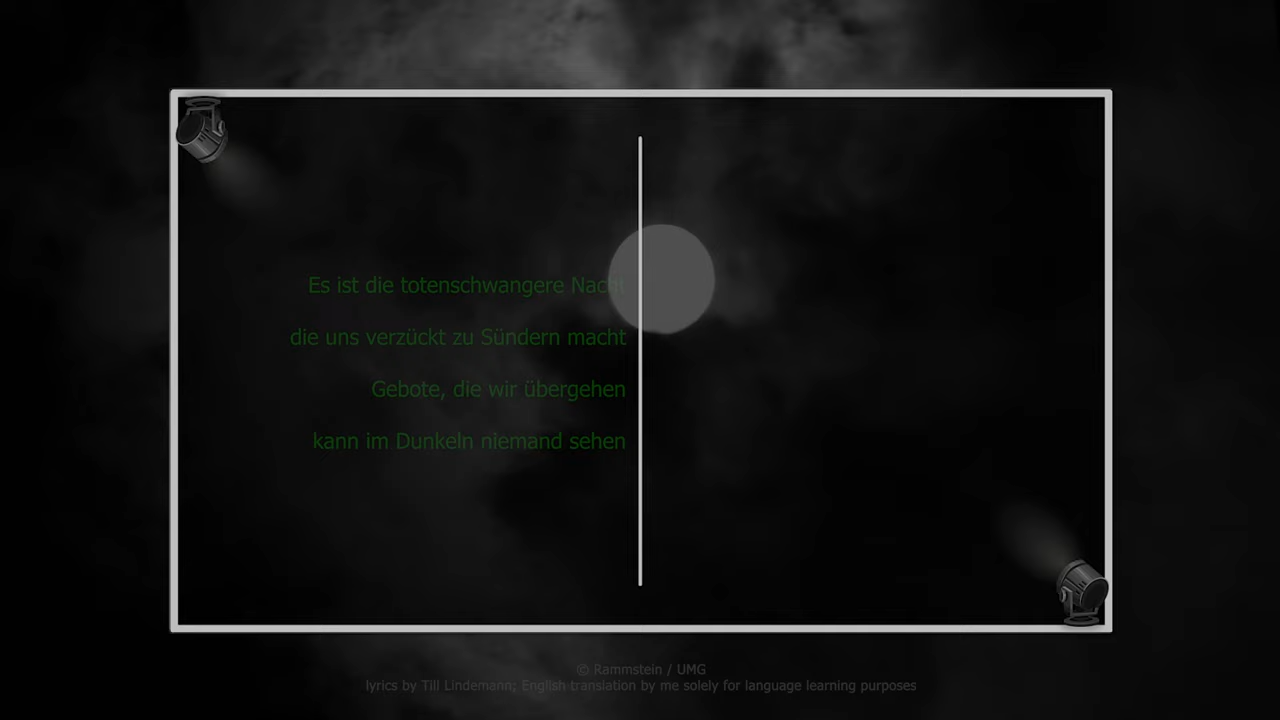 Es ist die totenschwangere Nacht
die uns verzückt zu Sündern macht
Gebote, die wir übergehen
kann im Dunkeln niemand sehen
© Rammstein / UMG
lyrics by Till Lindemann; English translation by me solely for language learning purposes